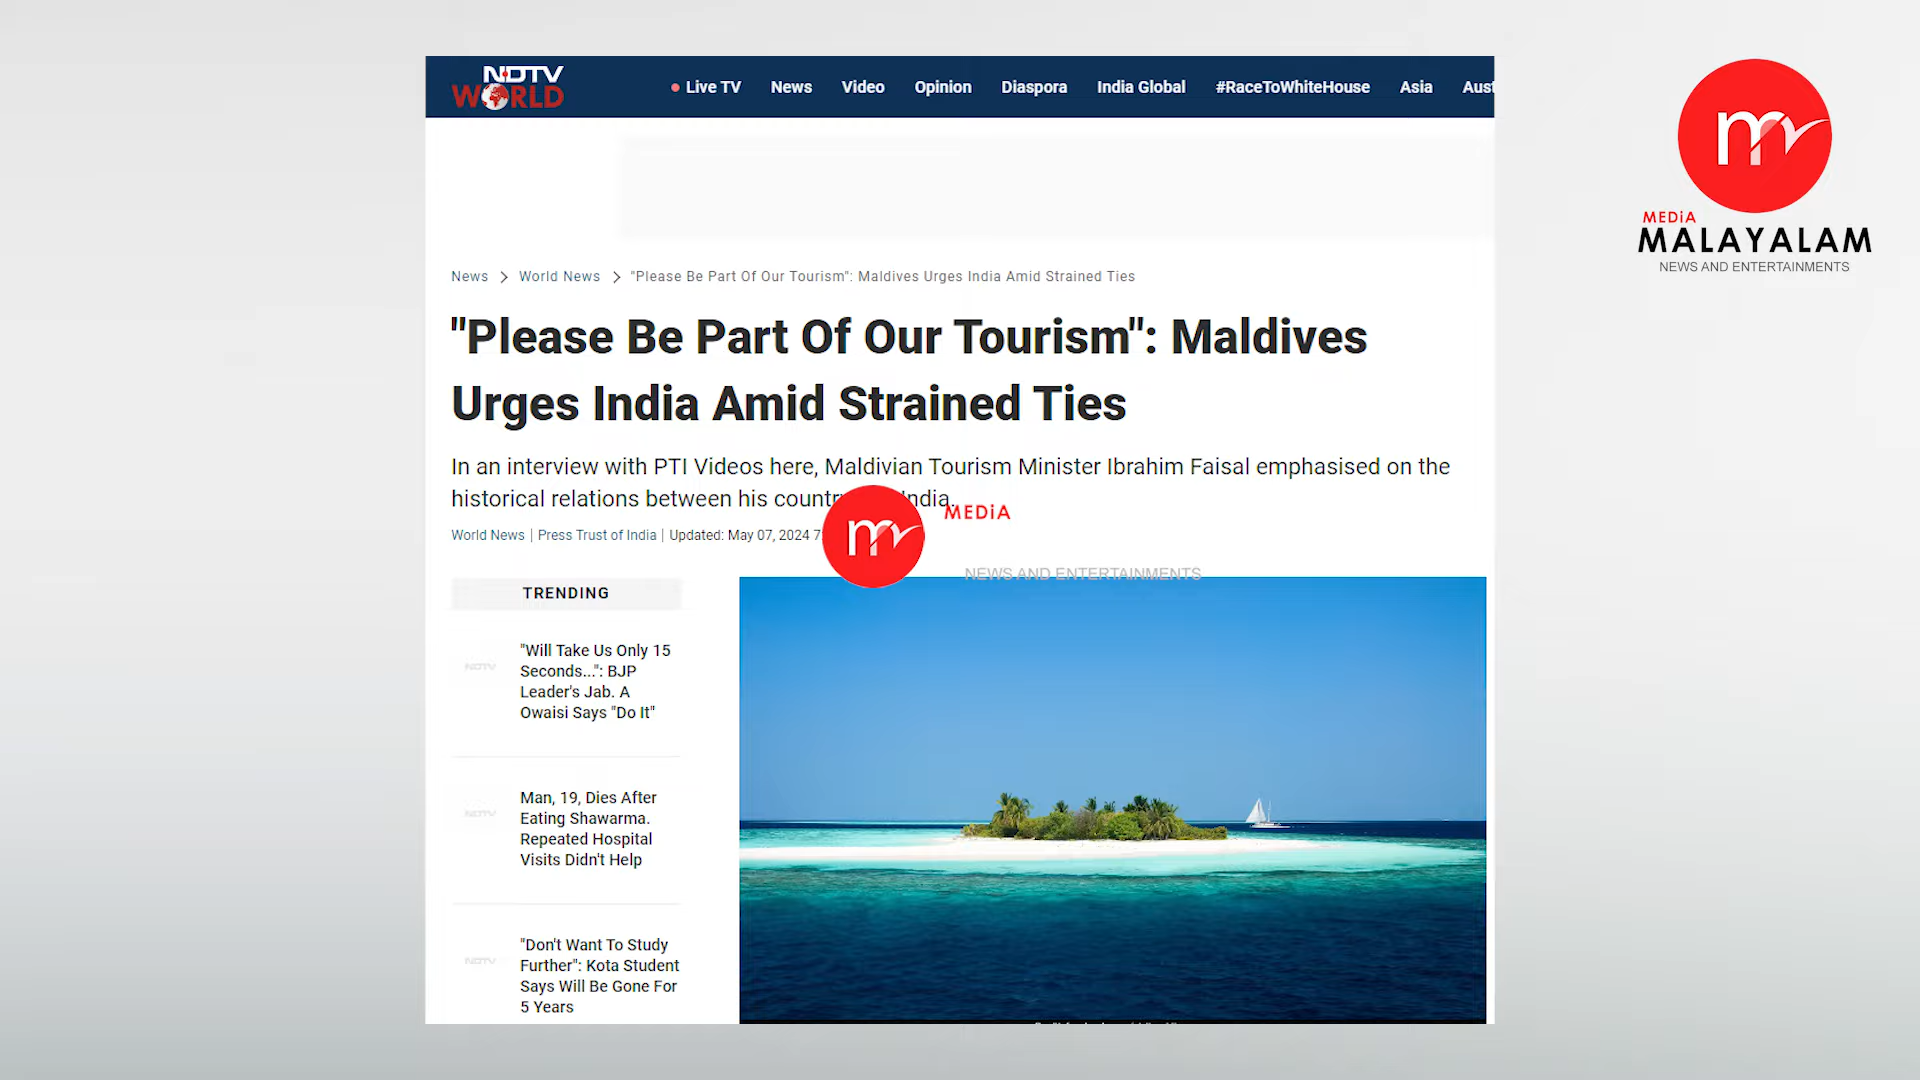 NDTV
WORLD
Live TV News Video Opinion Diaspora India Global #RaceToWhiteHouse Asia Aust
MEDiA
MALAYALAM
NEWS AND ENTERTAINMENTS
News > World News > "Please Be Part Of Our Tourism": Maldives Urges India Amid Strained Ties
"Please Be Part Of Our Tourism": Maldives
Urges India Amid Strained Ties
In an interview with PTI Videos here, Maldivian Tourism Minister Ibrahim Faisal emphasised on the
historical relations between his
World News | Press Trust of India | Updated: May 07, 2024
MEDiA
NEWS AND ENTERTAINMENTS
TRENDING
"Will Take Us Only 15
Seconds...": BJP
Leader's Jab. A
Owaisi Says "Do It"
NDTV
Man, 19, Dies After
Eating Shawarma.
Repeated Hospital
Visits Didn't Help
NDTV
"Don't Want To Study
Further": Kota Student
Says Will Be Gone For
5 Years
NDTV